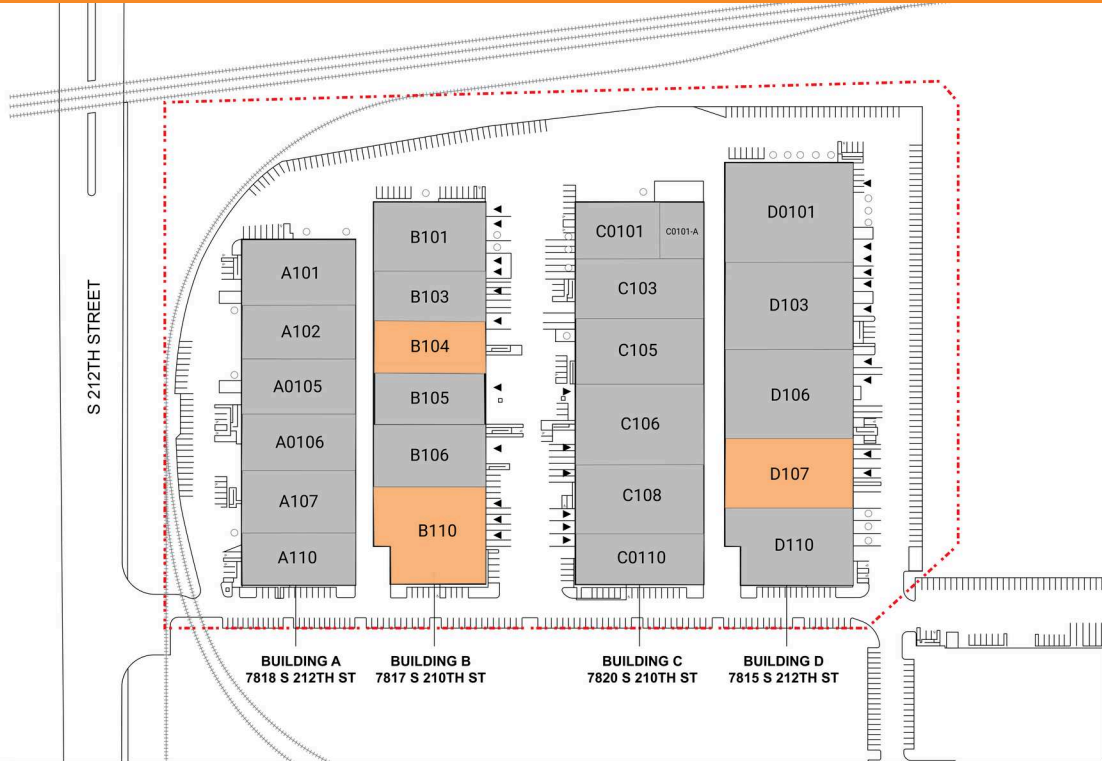 S 212TH STREET
A101
A102
A0105
A0106
A107
A110
B101
B103
B104
B105
B106
B110
C0101
C0101-A
C103
C105
C106
C108
C0110
D0101
D103
D106
D107
D110
BUILDING A
7818 S 212TH ST
BUILDING B
7817 S 210TH ST
BUILDING C
7820 S 210TH ST
BUILDING D
7815 S 212TH ST